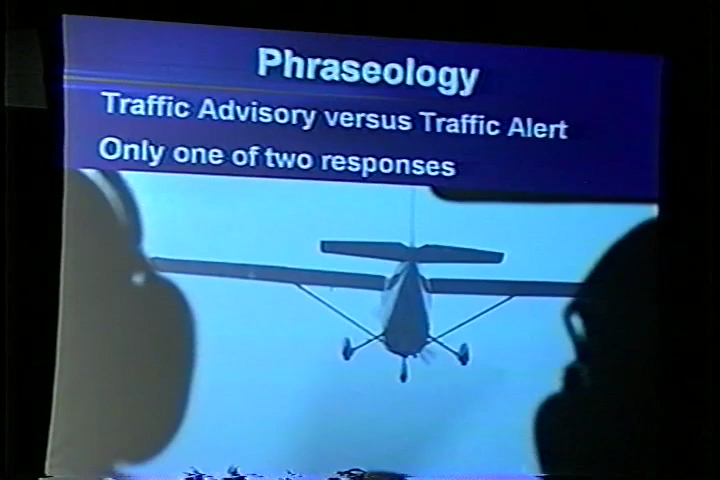 Phraseology
Traffic Advisory versus Traffic Alert
Only one of two responses